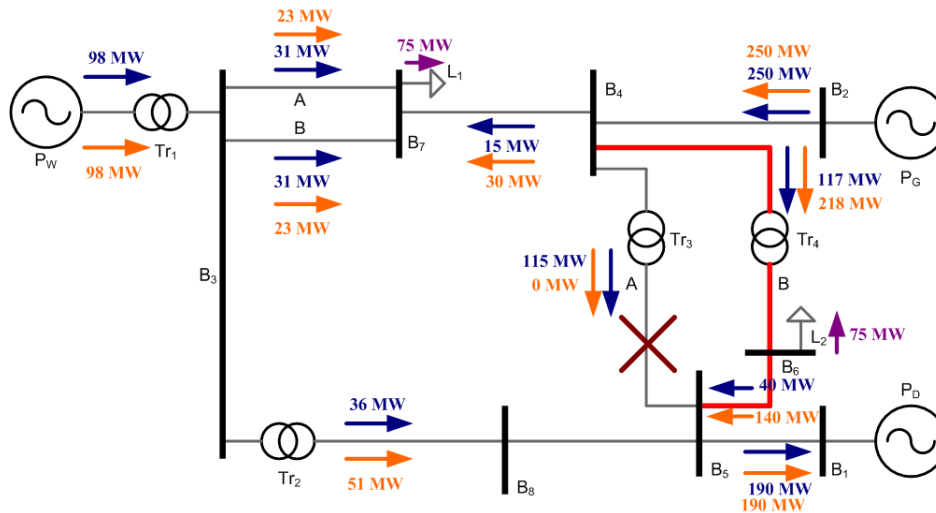 23 MW
98 MW
31 MW
75 MW
L1
A
B
PW
Tr1
98 MW
31 MW
23 MW
B7
15 MW
30 MW
B4
250 MW
250 MW
B2
117 MW
218 MW
PG
B3
115 MW
0 MW
Tr3
A
Tr4
B
L2
75 MW
B6
40 MW
140 MW
PD
36 MW
51 MW
Tr2
B8
B5
190 MW
190 MW
B1